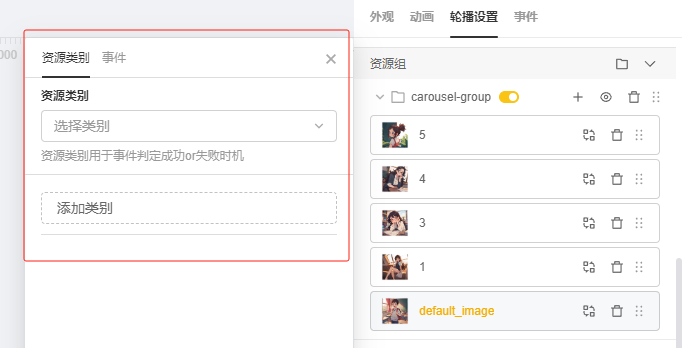 外观 动画 轮播设置 事件
000
资源类别 事件
资源类别
选择类别
资源类别用于事件判定成功or失败时机
添加类别
资源组
carousel-group
5
4
3
1
default_image